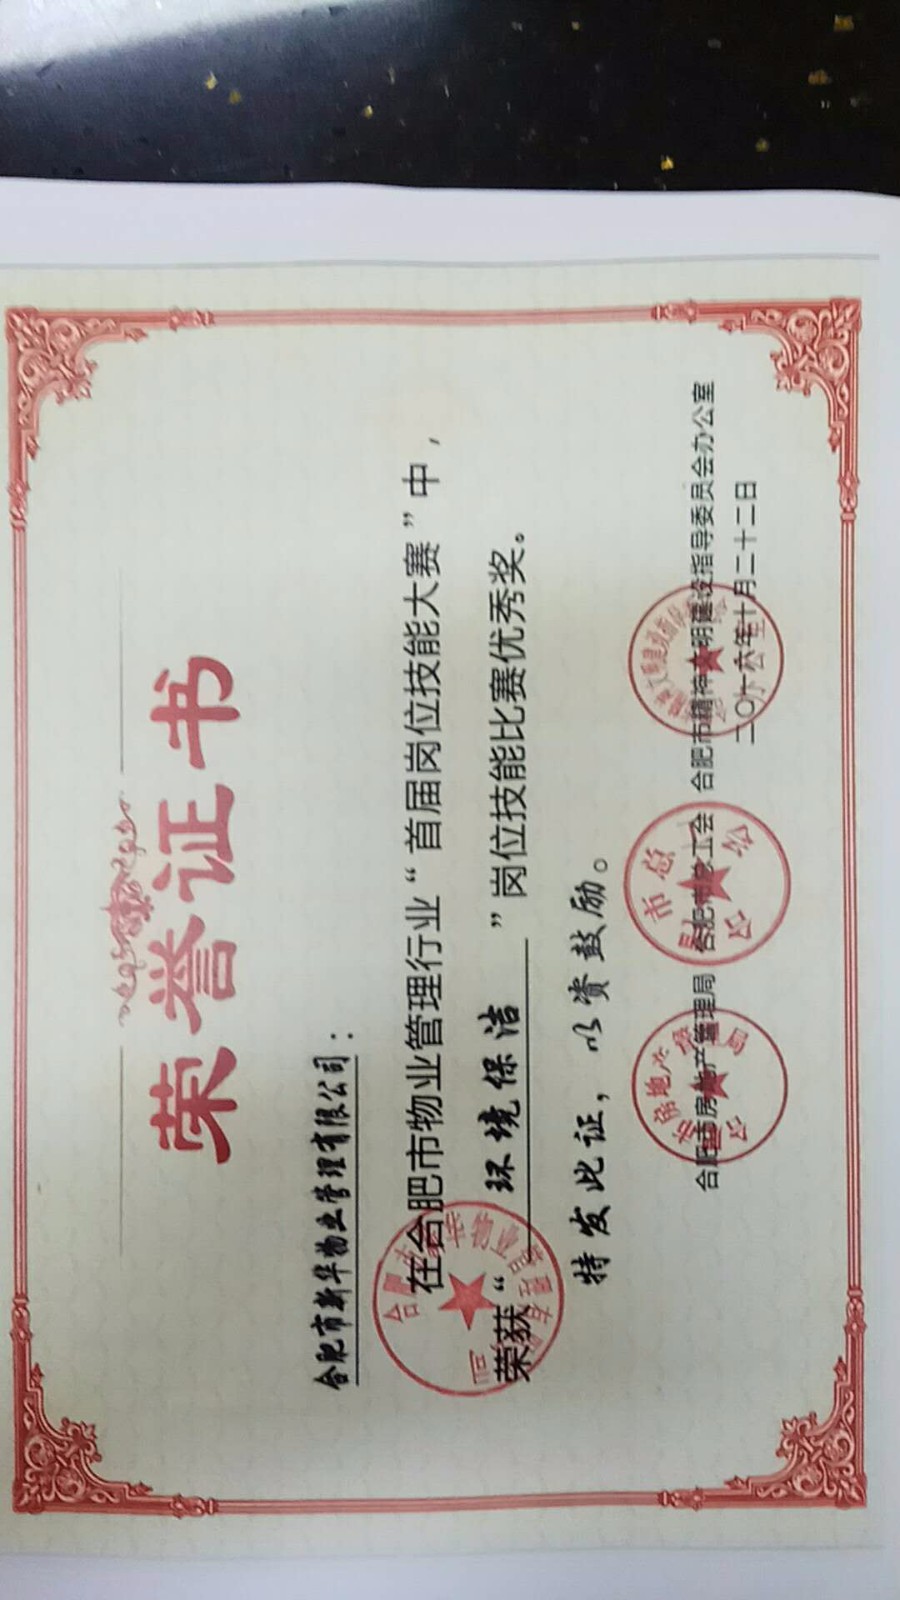 荣誉证书
合肥市新华物业管理有限公司：
在合肥市物业管理行业“首届岗位技能大赛”中，
荣获“环境保洁”岗位技能比赛优秀奖。
特发此证，以资鼓励。
合肥市房地产管理局 合肥市总工会 合肥市精神文明建设指导委员会办公室
二〇一六年十月二十二日